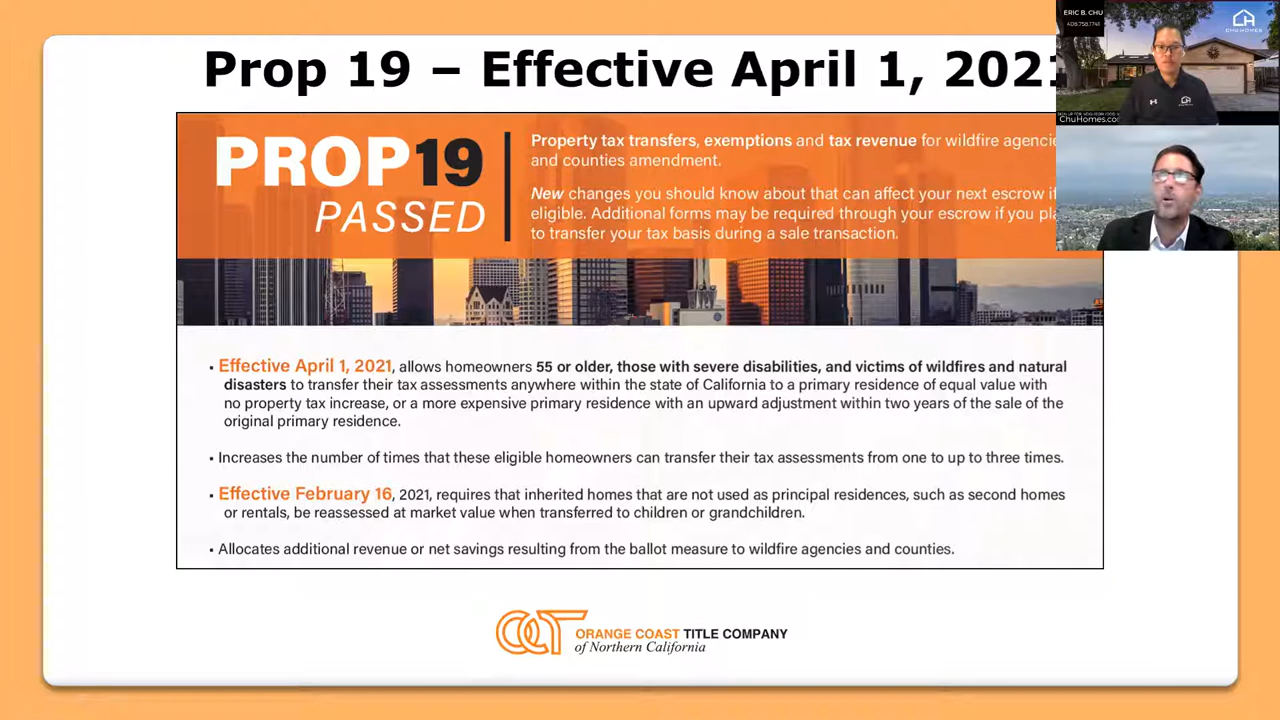 Prop 19 – Effective April 1, 2021
ERIC B. CHU
408.758.1741
CH
CHUHOMES
ChuHomes.co
PROP19
PASSED
Property tax transfers, exemptions and tax revenue for wildfire agencie
and counties amendment.
New changes you should know about that can affect your next escrow if
eligible. Additional forms may be required through your escrow if you pla
to transfer your tax basis during a sale transaction.
• Effective April 1, 2021, allows homeowners 55 or older, those with severe disabilities, and victims of wildfires and natural
disasters to transfer their tax assessments anywhere within the state of California to a primary residence of equal value with
no property tax increase, or a more expensive primary residence with an upward adjustment within two years of the sale of the
original primary residence.
• Increases the number of times that these eligible homeowners can transfer their tax assessments from one to up to three times.
• Effective February 16, 2021, requires that inherited homes that are not used as principal residences, such as second homes
or rentals, be reassessed at market value when transferred to children or grandchildren.
• Allocates additional revenue or net savings resulting from the ballot measure to wildfire agencies and counties.
OCT
ORANGE COAST TITLE COMPANY
of Northern California